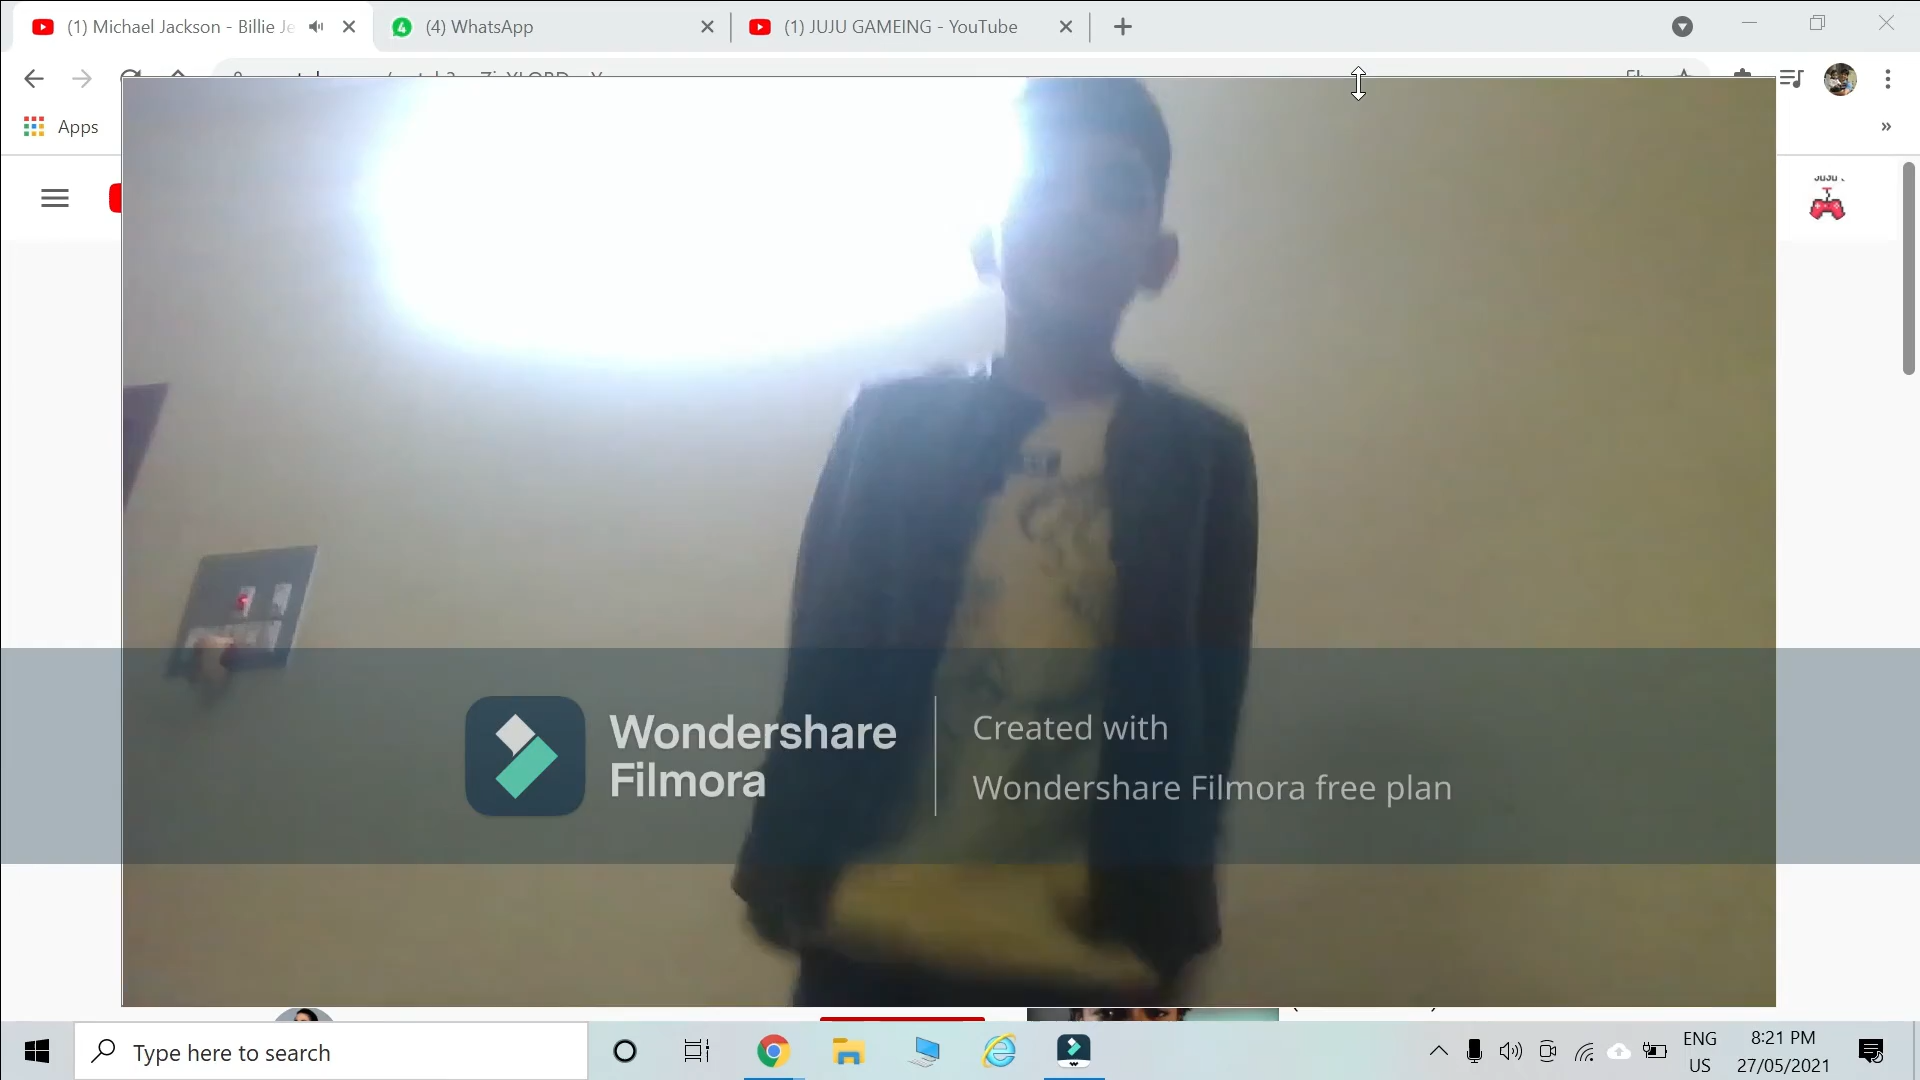 (1) Michael Jackson - Billie Je
(4) WhatsApp
(1) JUJU GAMEING - YouTube
Apps
»
Wondershare
Filmora
Created with
Wondershare Filmora free plan
Type here to search
ENG
US
8:21 PM
27/05/2021